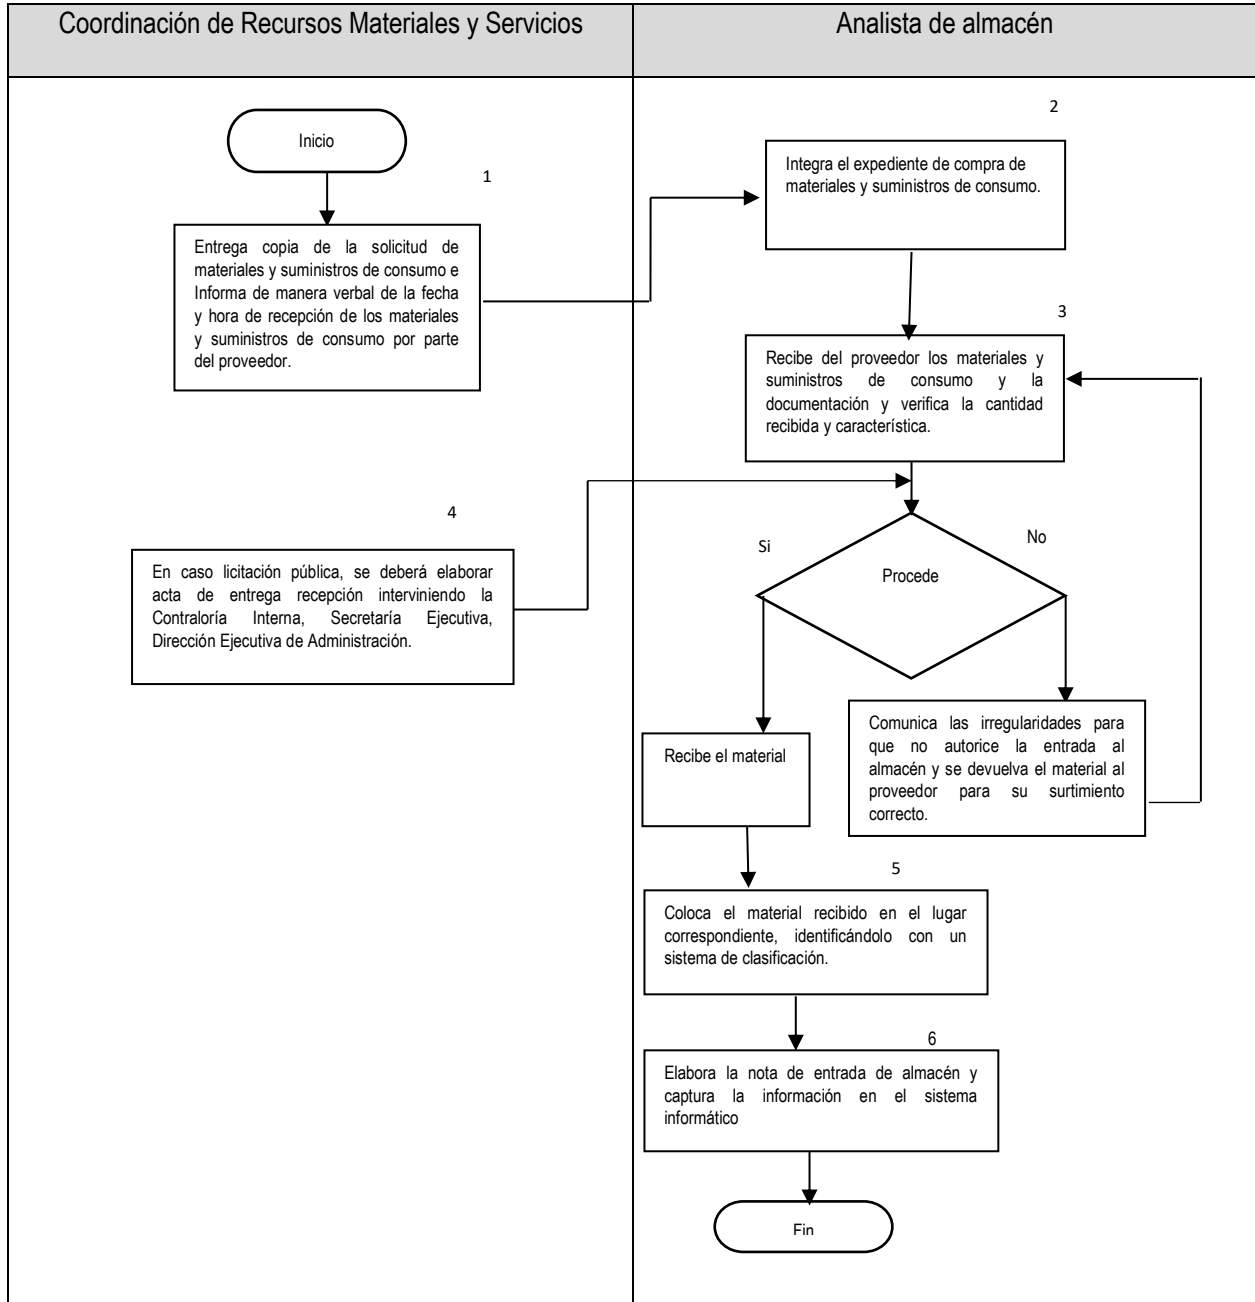 Coordinación de Recursos Materiales y Servicios
Analista de almacén
Inicio
1
Entrega copia de la solicitud de
materiales y suministros de consumo e
Informa de manera verbal de la fecha
y hora de recepción de los materiales
y suministros de consumo por parte
del proveedor.
2
Integra el expediente de compra de
materiales y suministros de consumo.
3
Recibe del proveedor los materiales y
suministros de consumo y la
documentación y verifica la cantidad
recibida y característica.
4
En caso licitación pública, se deberá elaborar
acta de entrega recepción interviniendo la
Contraloría Interna, Secretaría Ejecutiva,
Dirección Ejecutiva de Administración.
Si
No
Procede
Recibe el material
Comunica las irregularidades para
que no autorice la entrada al
almacén y se devuelva el material al
proveedor para su surtimiento
correcto.
5
Coloca el material recibido en el lugar
correspondiente, identificándolo con un
sistema de clasificación.
6
Elabora la nota de entrada de almacén y
captura la información en el sistema
informático
Fin